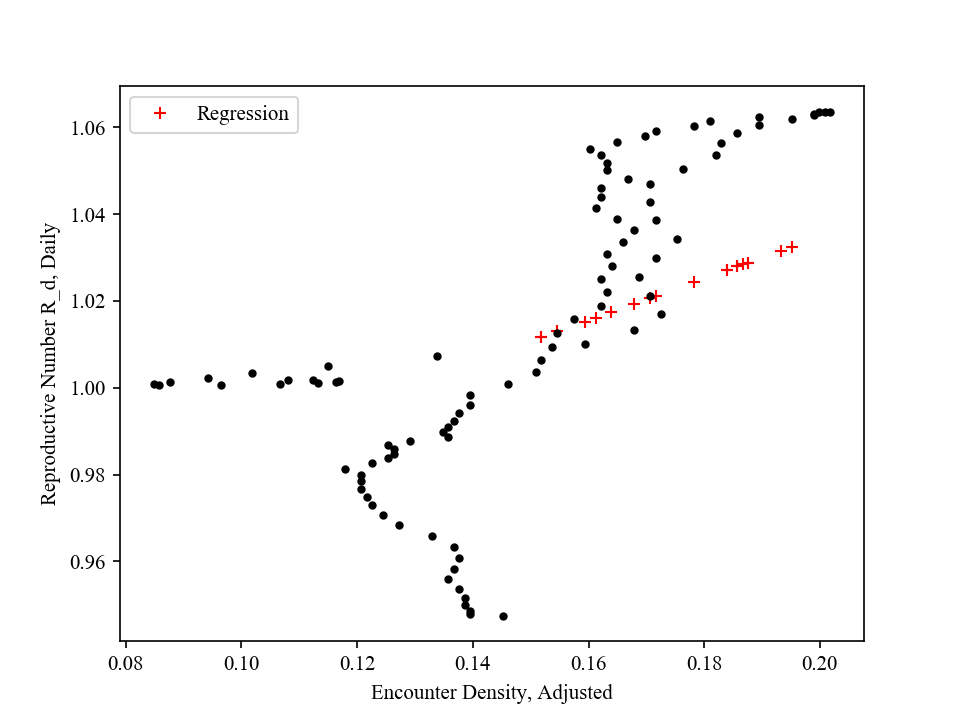 Regression
1.06
1.04
1.02
1.00
0.98
0.96
Reproductive Number R_d, Daily
0.08 0.10 0.12 0.14 0.16 0.18 0.20
Encounter Density, Adjusted